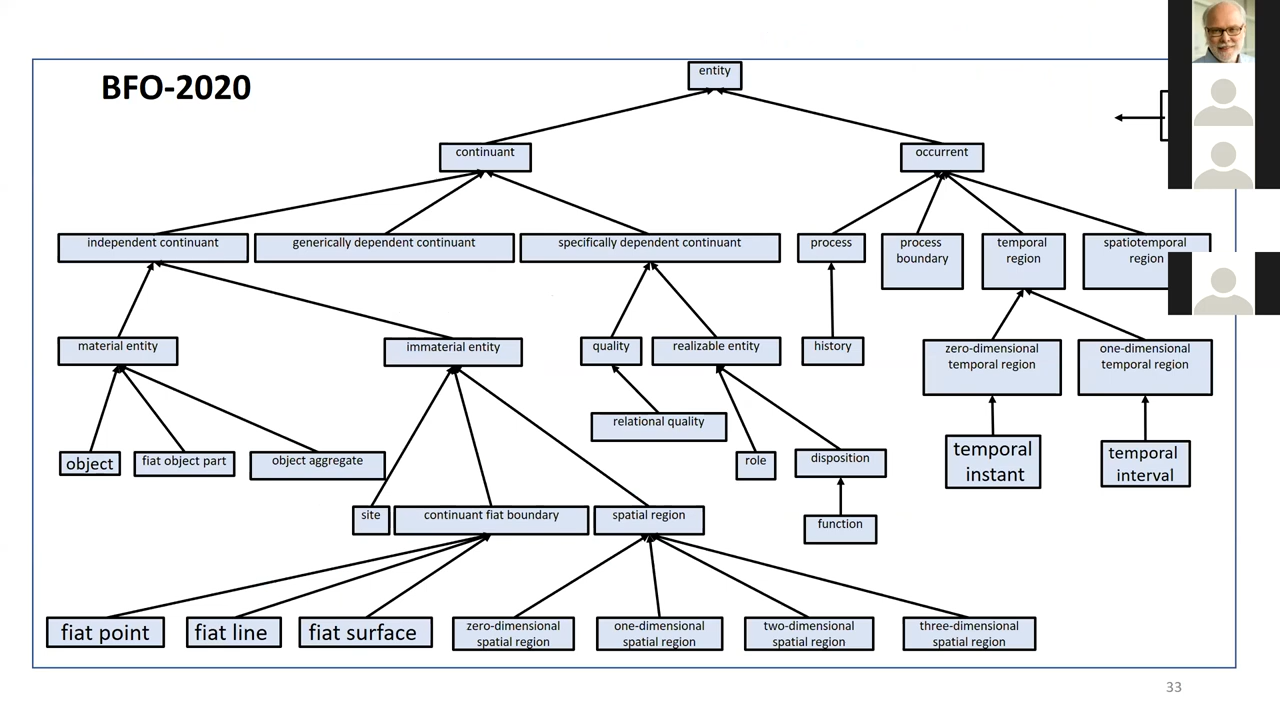 BFO-2020
entity
continuant
occurrent
independent continuant
generically dependent continuant
specifically dependent continuant
process
process
boundary
temporal
region
spatiotemporal
region
material entity
immaterial entity
quality
realizable entity
history
zero-dimensional
temporal region
one-dimensional
temporal region
relational quality
object
fiat object part
object aggregate
role
disposition
temporal
instant
temporal
interval
site
continuant fiat boundary
spatial region
function
fiat point
fiat line
fiat surface
zero-dimensional
spatial region
one-dimensional
spatial region
two-dimensional
spatial region
three-dimensional
spatial region
33